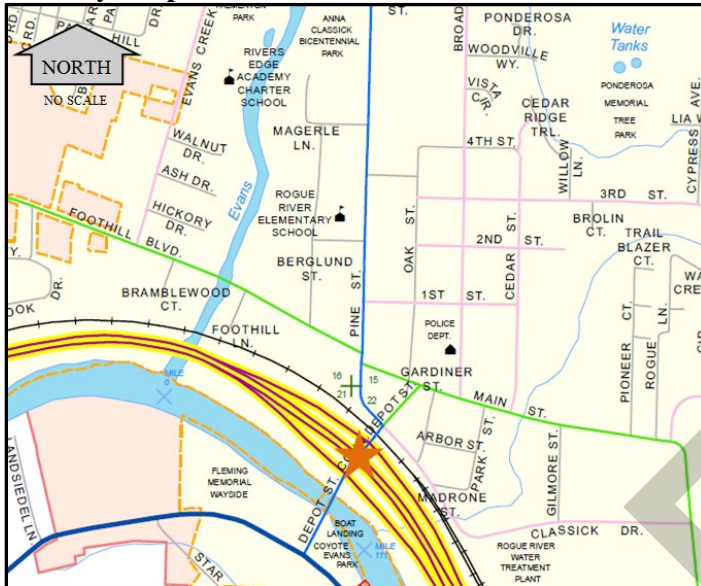 NORTH
NO SCALE
HILL
EVANS CREEK
PARK
ANNA
CLASSICK
BICENTENNIAL
PARK
RIVERS
EDGE
ACADEMY
CHARTER
SCHOOL
ST.
BROAD
PONDEROSA
DR.
WOODVILLE
WY.
Water
Tanks
PONDEROSA
MEMORIAL
TREE
PARK
VISTA
CIR.
CEDAR
RIDGE
TRL.
LIA
CYPRESS AVE.
MAGERLE
LN.
WALNUT
DR.
ASH DR.
HICKORY
DR.
Evans
4TH ST.
WILLOW LN.
3RD ST.
ROGUE
RIVER
ELEMENTARY
SCHOOL
BROLIN
CT.
TRAIL
BLAZER
CT.
OAK ST.
2ND ST.
CEDAR ST.
FOOTHILL BLVD.
BERGLUND
ST.
PINE ST.
1ST ST.
BRAMBLEWOOD
CT.
DR.
FOOTHILL
LN.
POLICE
DEPT.
PIONEER CT.
ROGUE LN.
16 15
21 22
MILE
0
GARDINER
ST.
MAIN ST.
DEPOT ST.
ARBOR ST
PARK ST.
GILMORE ST.
LANDSIEDEL LN.
FLEMING
MEMORIAL
WAYSIDE
DEPOT ST.
MADRONE
ST.
CLASSICK DR.
BOAT
LANDING
COYOTE
EVANS
PARK
MILE
111
STAR
ROGUE RIVER
WATER
TREATMENT
PLANT